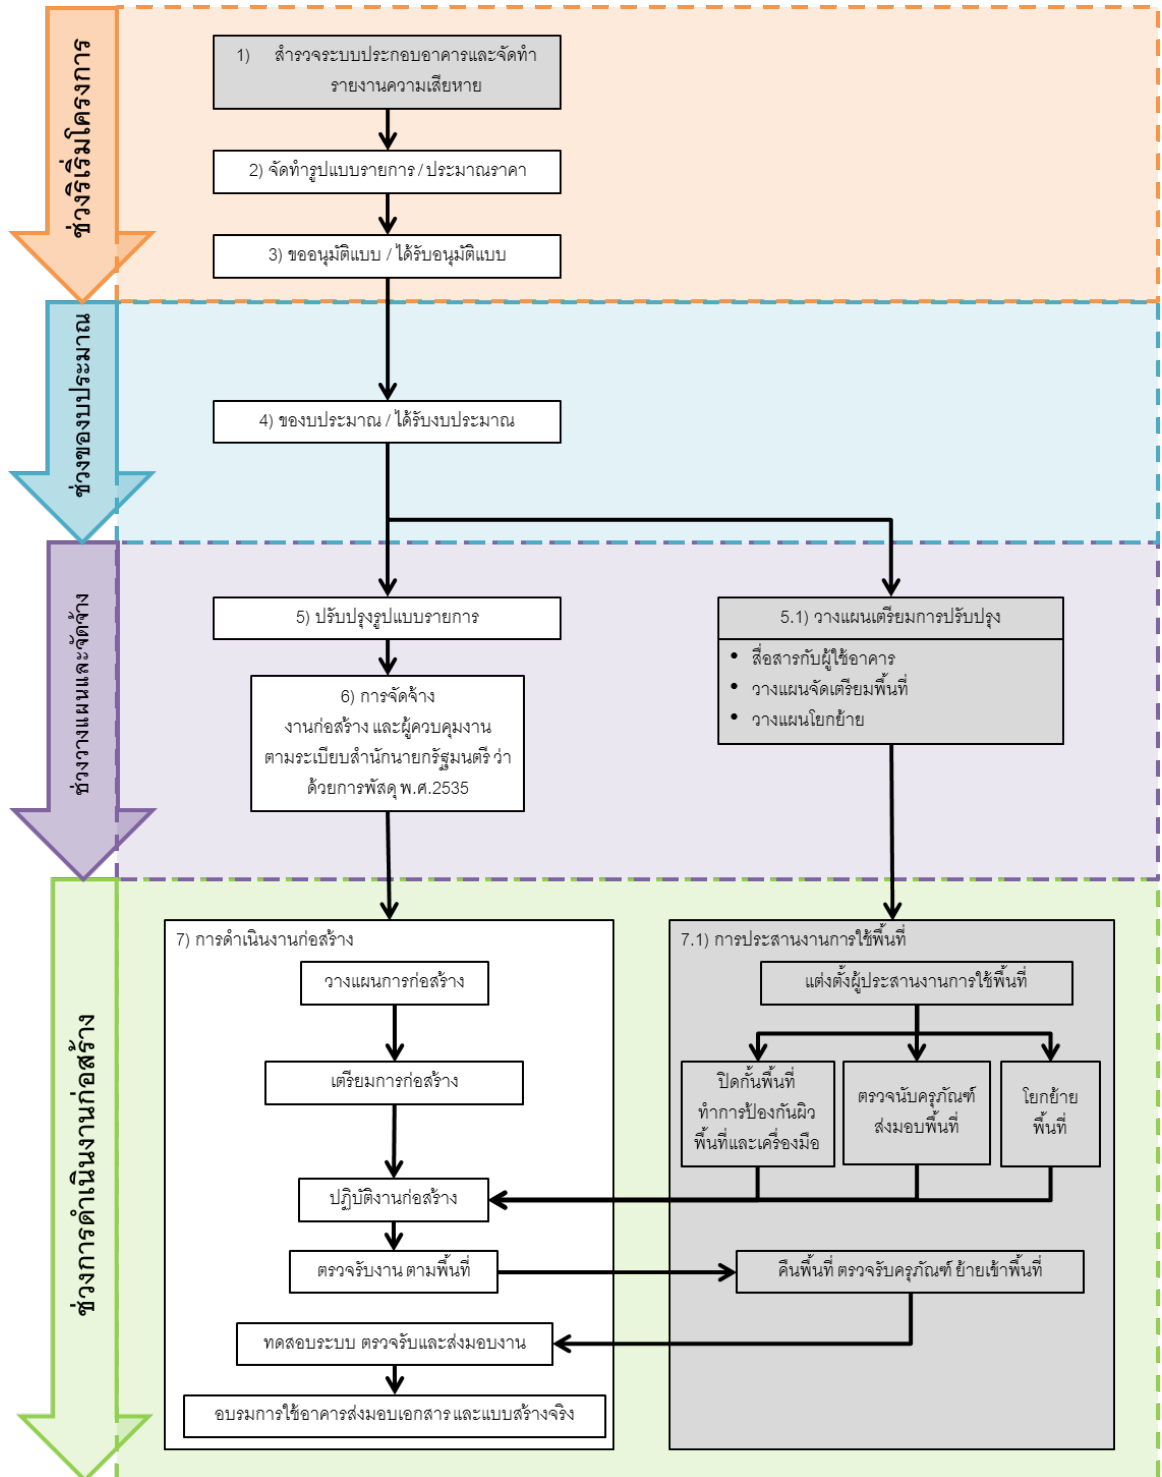 ช่วงริเริ่มโครงการ
1) สำรวจระบบประกอบอาคารและจัดทำ
รายงานความเสียหาย
2) จัดทำรูปแบบรายการ / ประมาณราคา
3) ขออนุมัติแบบ / ได้รับอนุมัติแบบ
ช่วงของบประมาณ
4) ของบประมาณ / ได้รับงบประมาณ
ช่วงวางแผนและจัดจ้าง
5) ปรับปรุงรูปแบบรายการ
6) การจัดจ้าง
งานก่อสร้าง และผู้ควบคุมงาน
ตามระเบียบสำนักนายกรัฐมนตรี ว่า
ด้วยการพัสดุ พ.ศ.2535
5.1) วางแผนเตรียมการปรับปรุง
• สื่อสารกับผู้ใช้อาคาร
• วางแผนจัดเตรียมพื้นที่
• วางแผนโยกย้าย
ช่วงการดำเนินงานก่อสร้าง
7) การดำเนินงานก่อสร้าง
วางแผนการก่อสร้าง
เตรียมการก่อสร้าง
ปฏิบัติงานก่อสร้าง
ตรวจรับงาน ตามพื้นที่
ทดสอบระบบ ตรวจรับและส่งมอบงาน
อบรมการใช้อาคารส่งมอบเอกสาร และแบบสร้างจริง
7.1) การประสานงานการใช้พื้นที่
แต่งตั้งผู้ประสานงานการใช้พื้นที่
ปิดกั้นพื้นที่
ทำการป้องกันผิว
พื้นที่และเครื่องมือ
ตรวจนับครุภัณฑ์
ส่งมอบพื้นที่
โยกย้าย
พื้นที่
คืนพื้นที่ ตรวจรับครุภัณฑ์ ย้ายเข้าพื้นที่